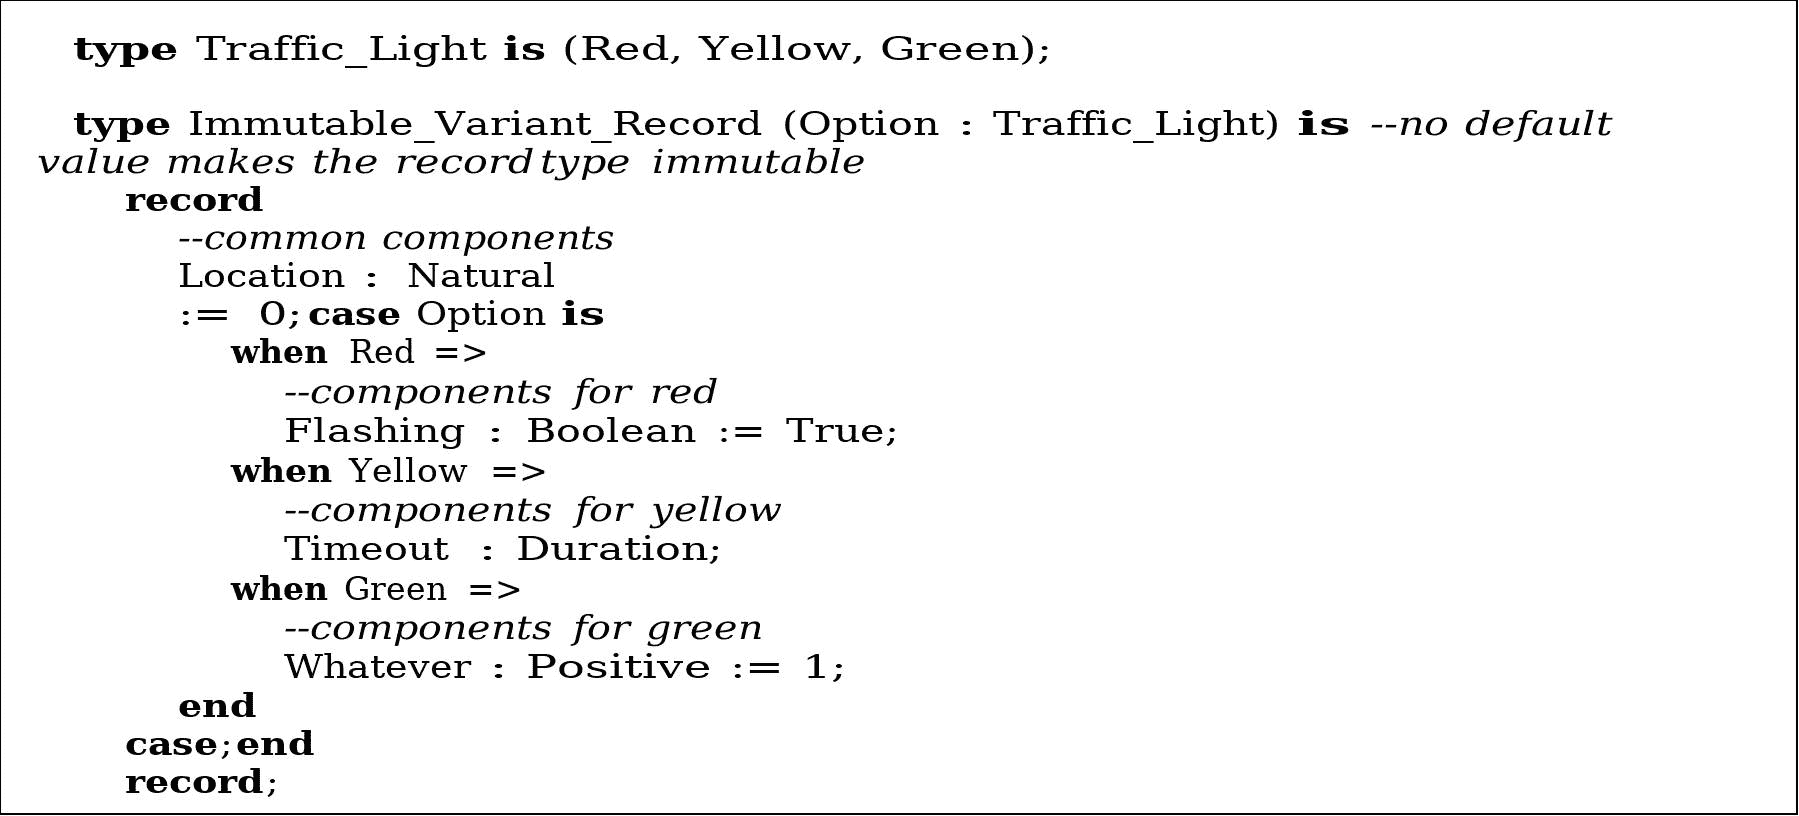 type Traffic_Light is (Red, Yellow, Green);
type Immutable_Variant_Record (Option : Traffic_Light) is --no default
value makes the record type immutable
record
--common components
Location : Natural
:= 0; case Option is
when Red =>
--components for red
Flashing : Boolean := True;
when Yellow =>
--components for yellow
Timeout : Duration;
when Green =>
--components for green
Whatever : Positive := 1;
end
case; end
record;